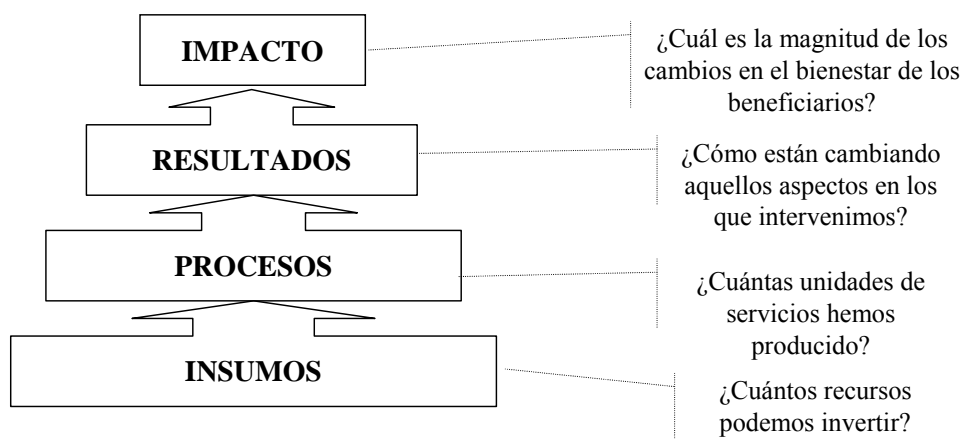 IMPACTO
¿Cuál es la magnitud de los
cambios en el bienestar de los
beneficiarios?
RESULTADOS
¿Cómo están cambiando
aquellos aspectos en los
que intervenimos?
PROCESOS
¿Cuántas unidades de
servicios hemos
producido?
INSUMOS
¿Cuántos recursos
podemos invertir?